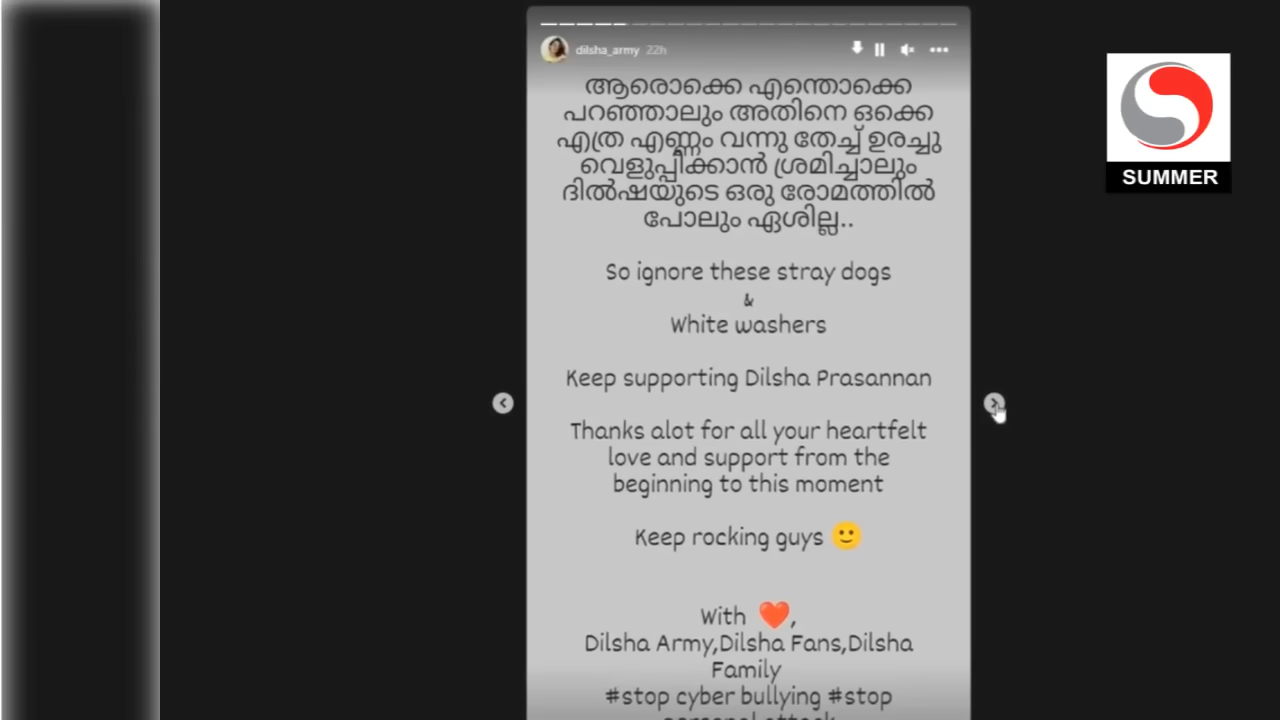 dilsha_army 22h
ആരൊക്കെ എന്തൊക്കെ
പറഞ്ഞാലും അതിനെ ഒക്കെ
എത്ര എണ്ണം വന്നു തേച്ച് ഉരച്ചു
വെളുപ്പിക്കാൻ ശ്രമിച്ചാലും
ദിൽഷയുടെ ഒരു രോമത്തിൽ
പോലും ഏശില്ല..
So ignore these stray dogs
&
White washers
Keep supporting Dilsha Prasannan
Thanks alot for all your heartfelt
love and support from the
beginning to this moment
Keep rocking guys 🙂
With ❤️,
Dilsha Army,Dilsha Fans,Dilsha
Family
#stop cyber bullying #stop
personal attack
SUMMER